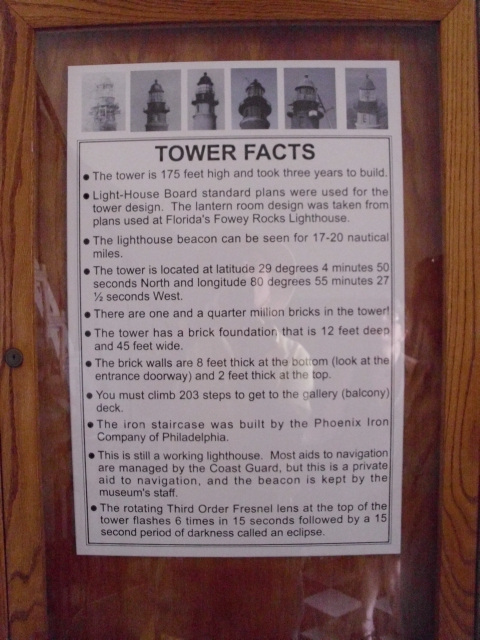 TOWER FACTS
● The tower is 175 feet high and took three years to build.
● Light-House Board standard plans were used for the
tower design. The lantern room design was taken from
plans used at Florida's Fowey Rocks Lighthouse.
● The lighthouse beacon can be seen for 17-20 nautical
miles.
● The tower is located at latitude 29 degrees 4 minutes 50
seconds North and longitude 80 degrees 55 minutes 27
½ seconds West.
● There are one and a quarter million bricks in the tower!
● The tower has a brick foundation that is 12 feet deep
and 45 feet wide.
● The brick walls are 8 feet thick at the bottom (look at the
entrance doorway) and 2 feet thick at the top.
● You must climb 203 steps to get to the gallery (balcony)
deck.
● The iron staircase was built by the Phoenix Iron
Company of Philadelphia.
● This is still a working lighthouse. Most aids to navigation
are managed by the Coast Guard, but this is a private
aid to navigation, and the beacon is kept by the
museum's staff.
● The rotating Third Order Fresnel lens at the top of the
tower flashes 6 times in 15 seconds followed by a 15
second period of darkness called an eclipse.